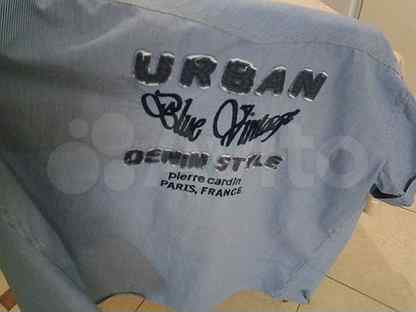 URBAN
Blue Vintage
DENIM STYLE
pierre cardin
PARIS, FRANCE